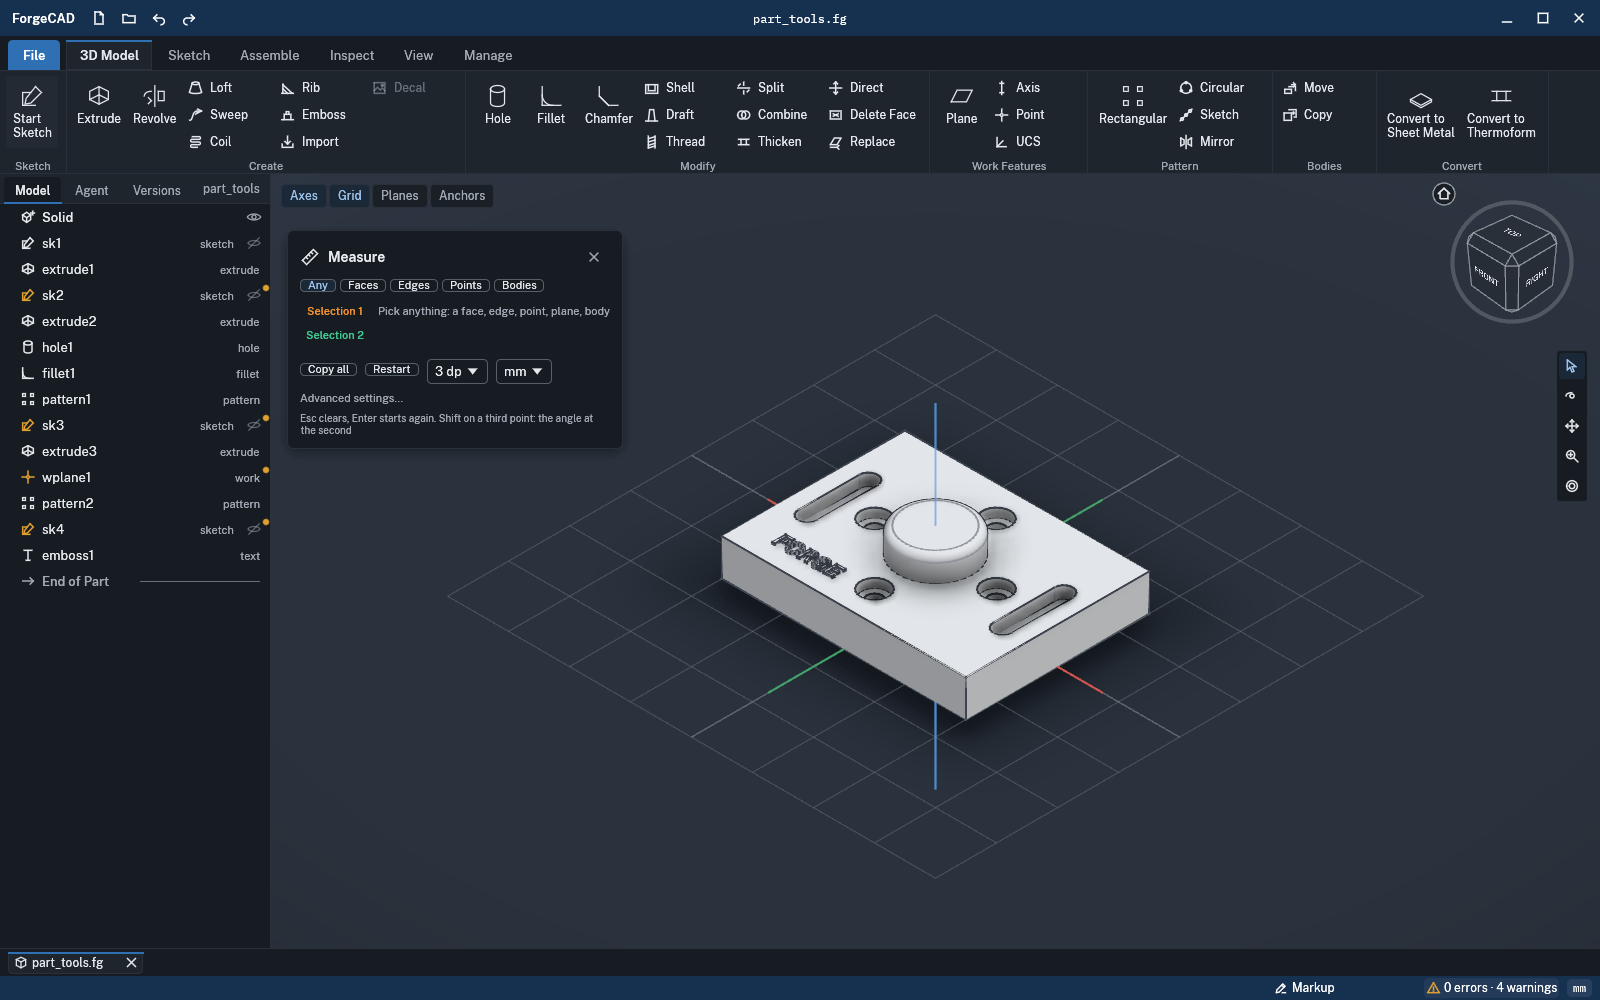 ForgeCAD
part_tools.fg
File 3D Model Sketch Assemble Inspect View Manage
Start Sketch
Extrude Revolve
Loft Rib Decal
Sweep Emboss
Coil Import
Hole Fillet Chamfer
Shell Split Direct
Draft Combine Delete Face
Thread Thicken Replace
Plane
Axis
Point
UCS
Rectangular
Circular
Sketch
Mirror
Move
Copy
Convert to Sheet Metal
Convert to Thermoform
Sketch Create Modify Work Features Pattern Bodies Convert
Model Agent Versions part_tools
Solid
sk1 sketch
extrude1 extrude
sk2 sketch
extrude2 extrude
hole1 hole
fillet1 fillet
pattern1 pattern
sk3 sketch
extrude3 extrude
wplane1 work
pattern2 pattern
sk4 sketch
emboss1 text
End of Part
Axes Grid Planes Anchors
Measure
Any Faces Edges Points Bodies
Selection 1 Pick anything: a face, edge, point, plane, body
Selection 2
Copy all Restart 3 dp mm
Advanced settings...
Esc clears, Enter starts again. Shift on a third point: the angle at
the second
TOP
FRONT RIGHT
FORGE
part_tools.fg
Markup 0 errors · 4 warnings mm